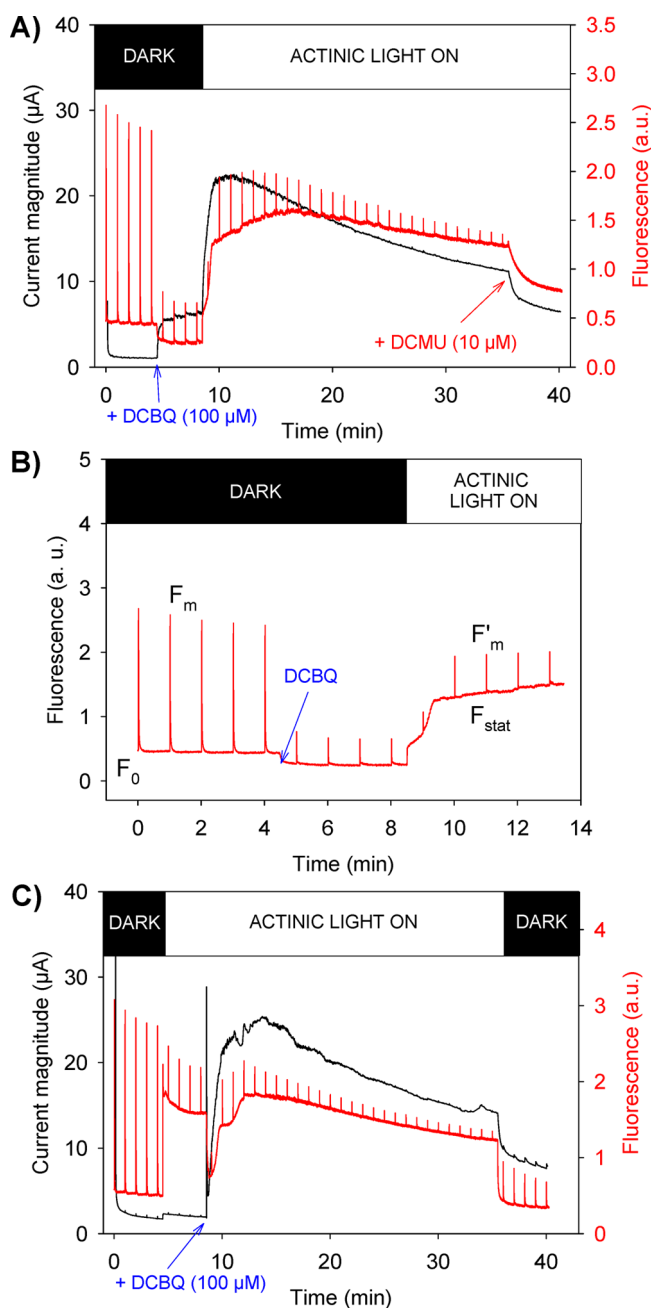 A)
DARK
ACTINIC LIGHT ON
40
30
20
10
0
Current magnitude (µA)
3.5
3.0
2.5
2.0
1.5
1.0
0.5
0.0
Fluorescence (a.u.)
+ DCMU (10 µM)
0
10
20
30
40
+ DCBQ (100 µM)
Time (min)
B)
DARK
ACTINIC
LIGHT ON
5
4
3
2
1
0
Fluorescence (a. u.)
Fm
F'm
DCBQ
Fstat
F0
0
2
4
6
8
10
12
14
Time (min)
C)
DARK
ACTINIC LIGHT ON
DARK
40
30
20
10
0
Current magnitude (µA)
4
3
2
1
0
Fluorescence (a.u.)
0
10
20
30
40
+ DCBQ (100 µM)
Time (min)